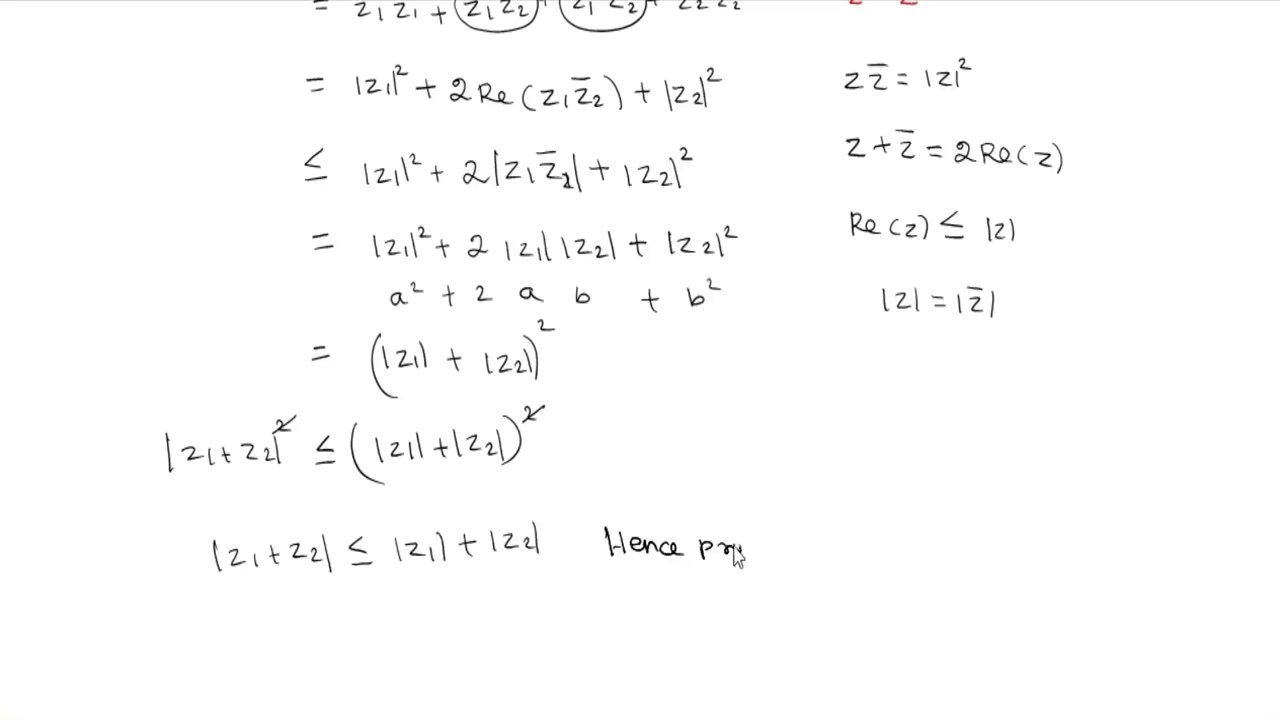 = |z₁|² + 2Re(z₁z̄₂) + |z₂|²
zz̄ = |z|²
≤ |z₁|² + 2|z₁z̄₂| + |z₂|²
z + z̄ = 2Re(z)
= |z₁|² + 2|z₁||z₂| + |z₂|²
Re(z) ≤ |z|
a² + 2 a b + b²
|z| = |z̄|
= (|z₁| + |z₂|)²
|z₁ + z₂|² ≤ (|z₁| + |z₂|)²
|z₁ + z₂| ≤ |z₁| + |z₂| Hence pro